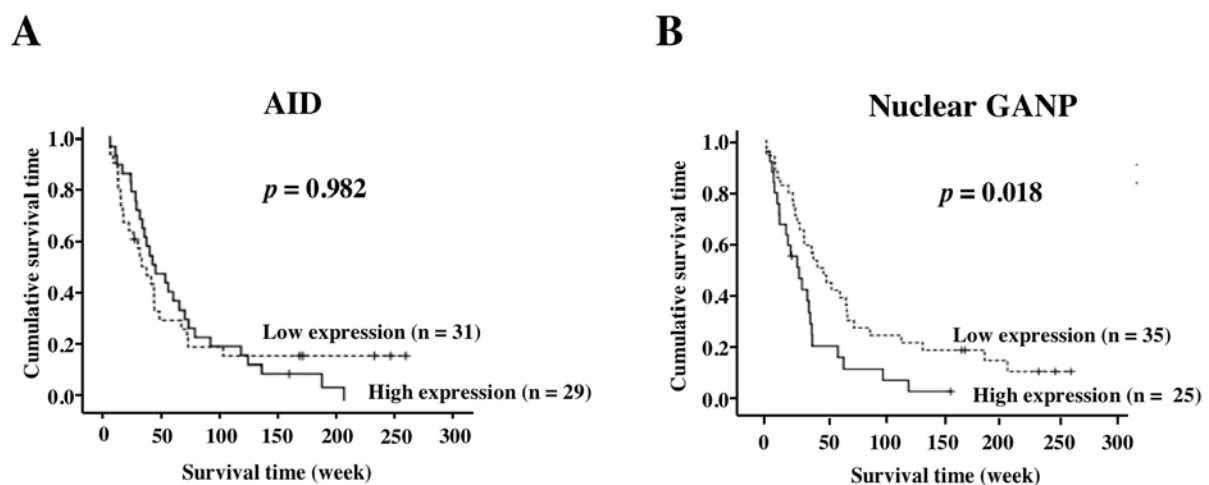 A
AID
p = 0.982
Cumulative survival time
1.0
0.8
0.6
0.4
0.2
0.0
Low expression (n = 31)
High expression (n = 29)
0 50 100 150 200 250 300
Survival time (week)
B
Nuclear GANP
p = 0.018
Cumulative survival time
1.0
0.8
0.6
0.4
0.2
0.0
Low expression (n = 35)
High expression (n = 25)
0 50 100 150 200 250 300
Survival time (week)